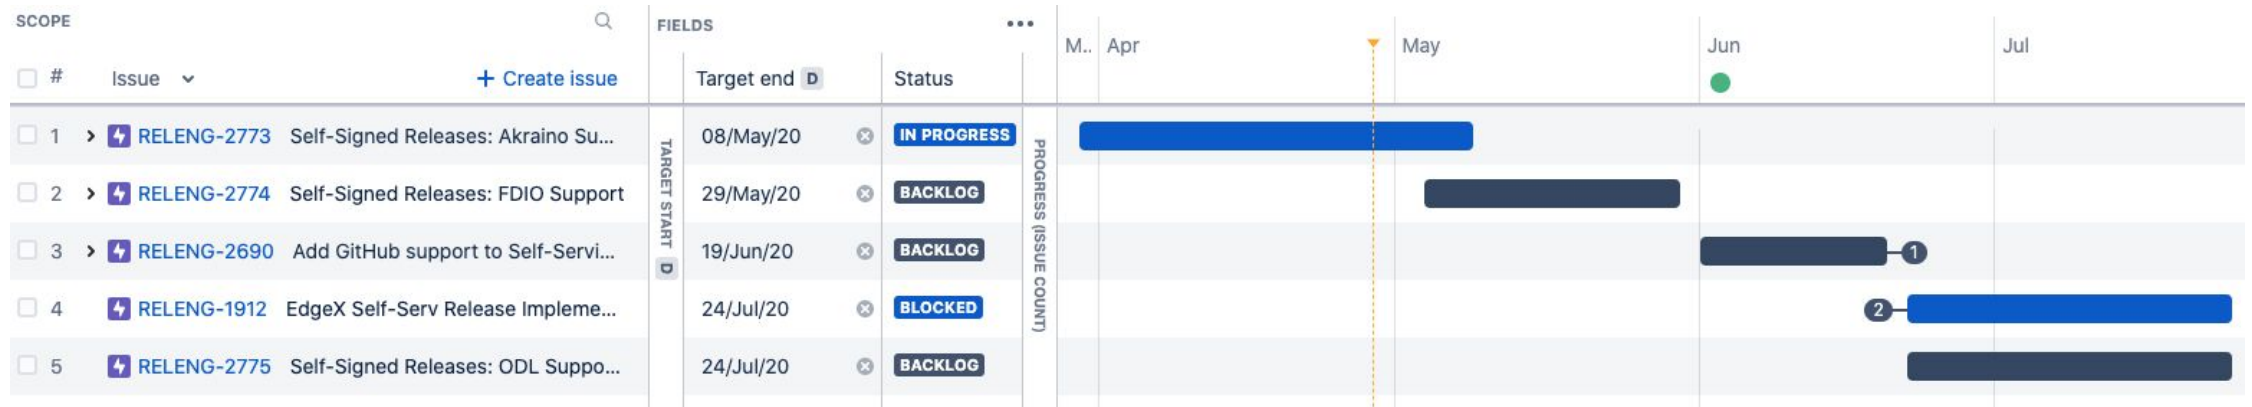 SCOPE
FIELDS •••
M.. Apr May Jun Jul
# Issue + Create issue Target end D Status
TARGET START D
PROGRESS (ISSUE COUNT)
1 RELENG-2773 Self-Signed Releases: Akraino Su... 08/May/20 IN PROGRESS
2 RELENG-2774 Self-Signed Releases: FDIO Support 29/May/20 BACKLOG
3 RELENG-2690 Add GitHub support to Self-Servi... 19/Jun/20 BACKLOG 1
4 RELENG-1912 EdgeX Self-Serv Release Impleme... 24/Jul/20 BLOCKED 2
5 RELENG-2775 Self-Signed Releases: ODL Suppo... 24/Jul/20 BACKLOG